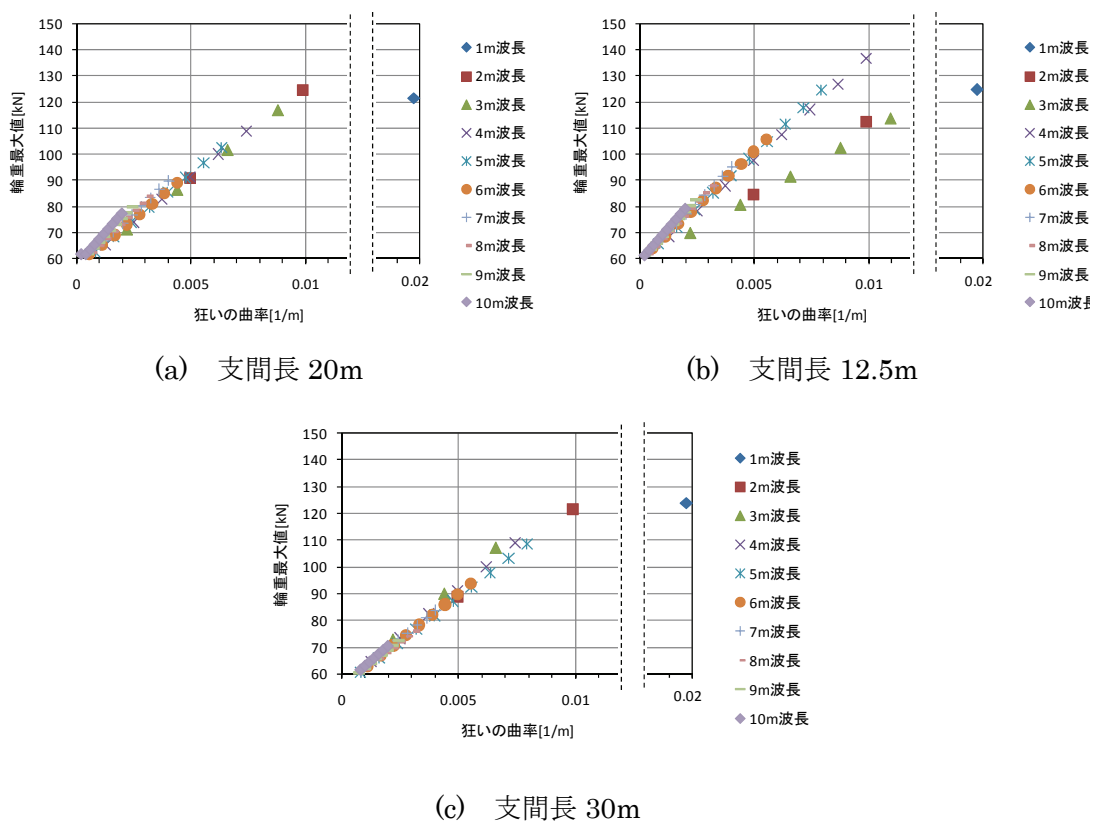 150
140
130
120
110
100
90
80
70
60
輪重最大値[kN]
0
0.005
0.01
0.02
狂いの曲率[1/m]
1m波長
2m波長
3m波長
4m波長
5m波長
6m波長
7m波長
8m波長
9m波長
10m波長
(a) 支間長 20m
150
140
130
120
110
100
90
80
70
60
輪重最大値[kN]
0
0.005
0.01
0.02
狂いの曲率[1/m]
1m波長
2m波長
3m波長
4m波長
5m波長
6m波長
7m波長
8m波長
9m波長
10m波長
(b) 支間長 12.5m
150
140
130
120
110
100
90
80
70
60
輪重最大値[kN]
0
0.005
0.01
0.02
狂いの曲率[1/m]
1m波長
2m波長
3m波長
4m波長
5m波長
6m波長
7m波長
8m波長
9m波長
10m波長
(c) 支間長 30m